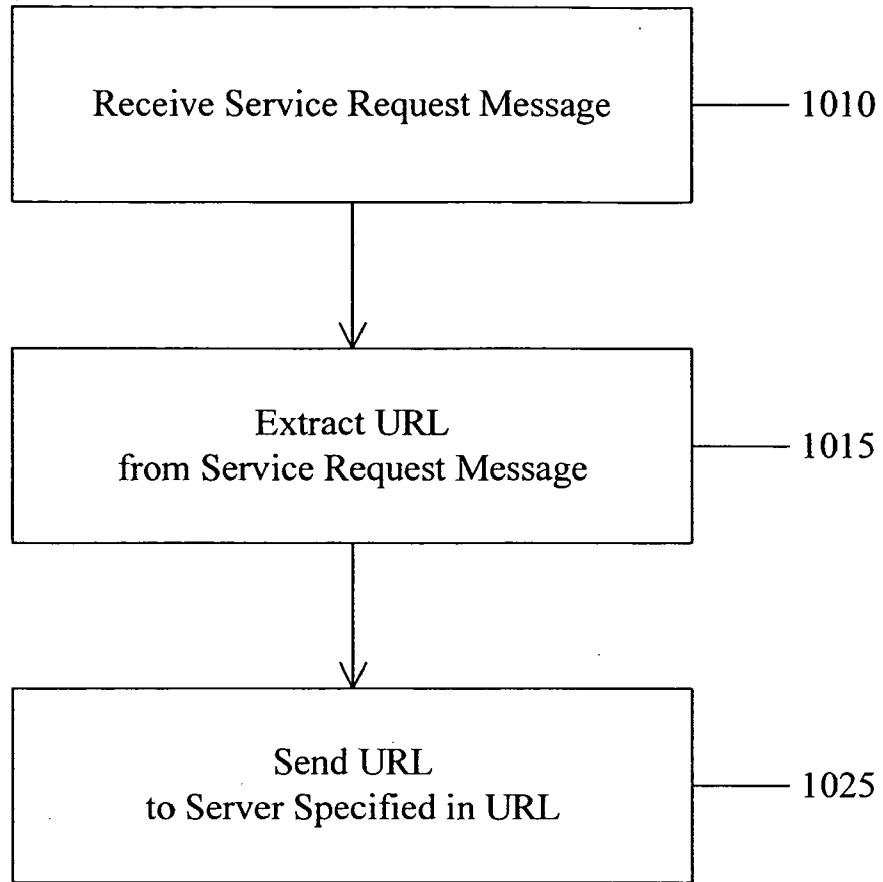 Receive Service Request Message
1010
Extract URL
from Service Request Message
1015
Send URL
to Server Specified in URL
1025